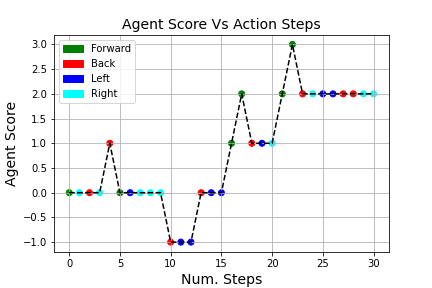 Agent Score Vs Action Steps
Forward
Back
Left
Right
3.0
2.5
2.0
1.5
1.0
0.5
0.0
−0.5
−1.0
Agent Score
0 5 10 15 20 25 30
Num. Steps